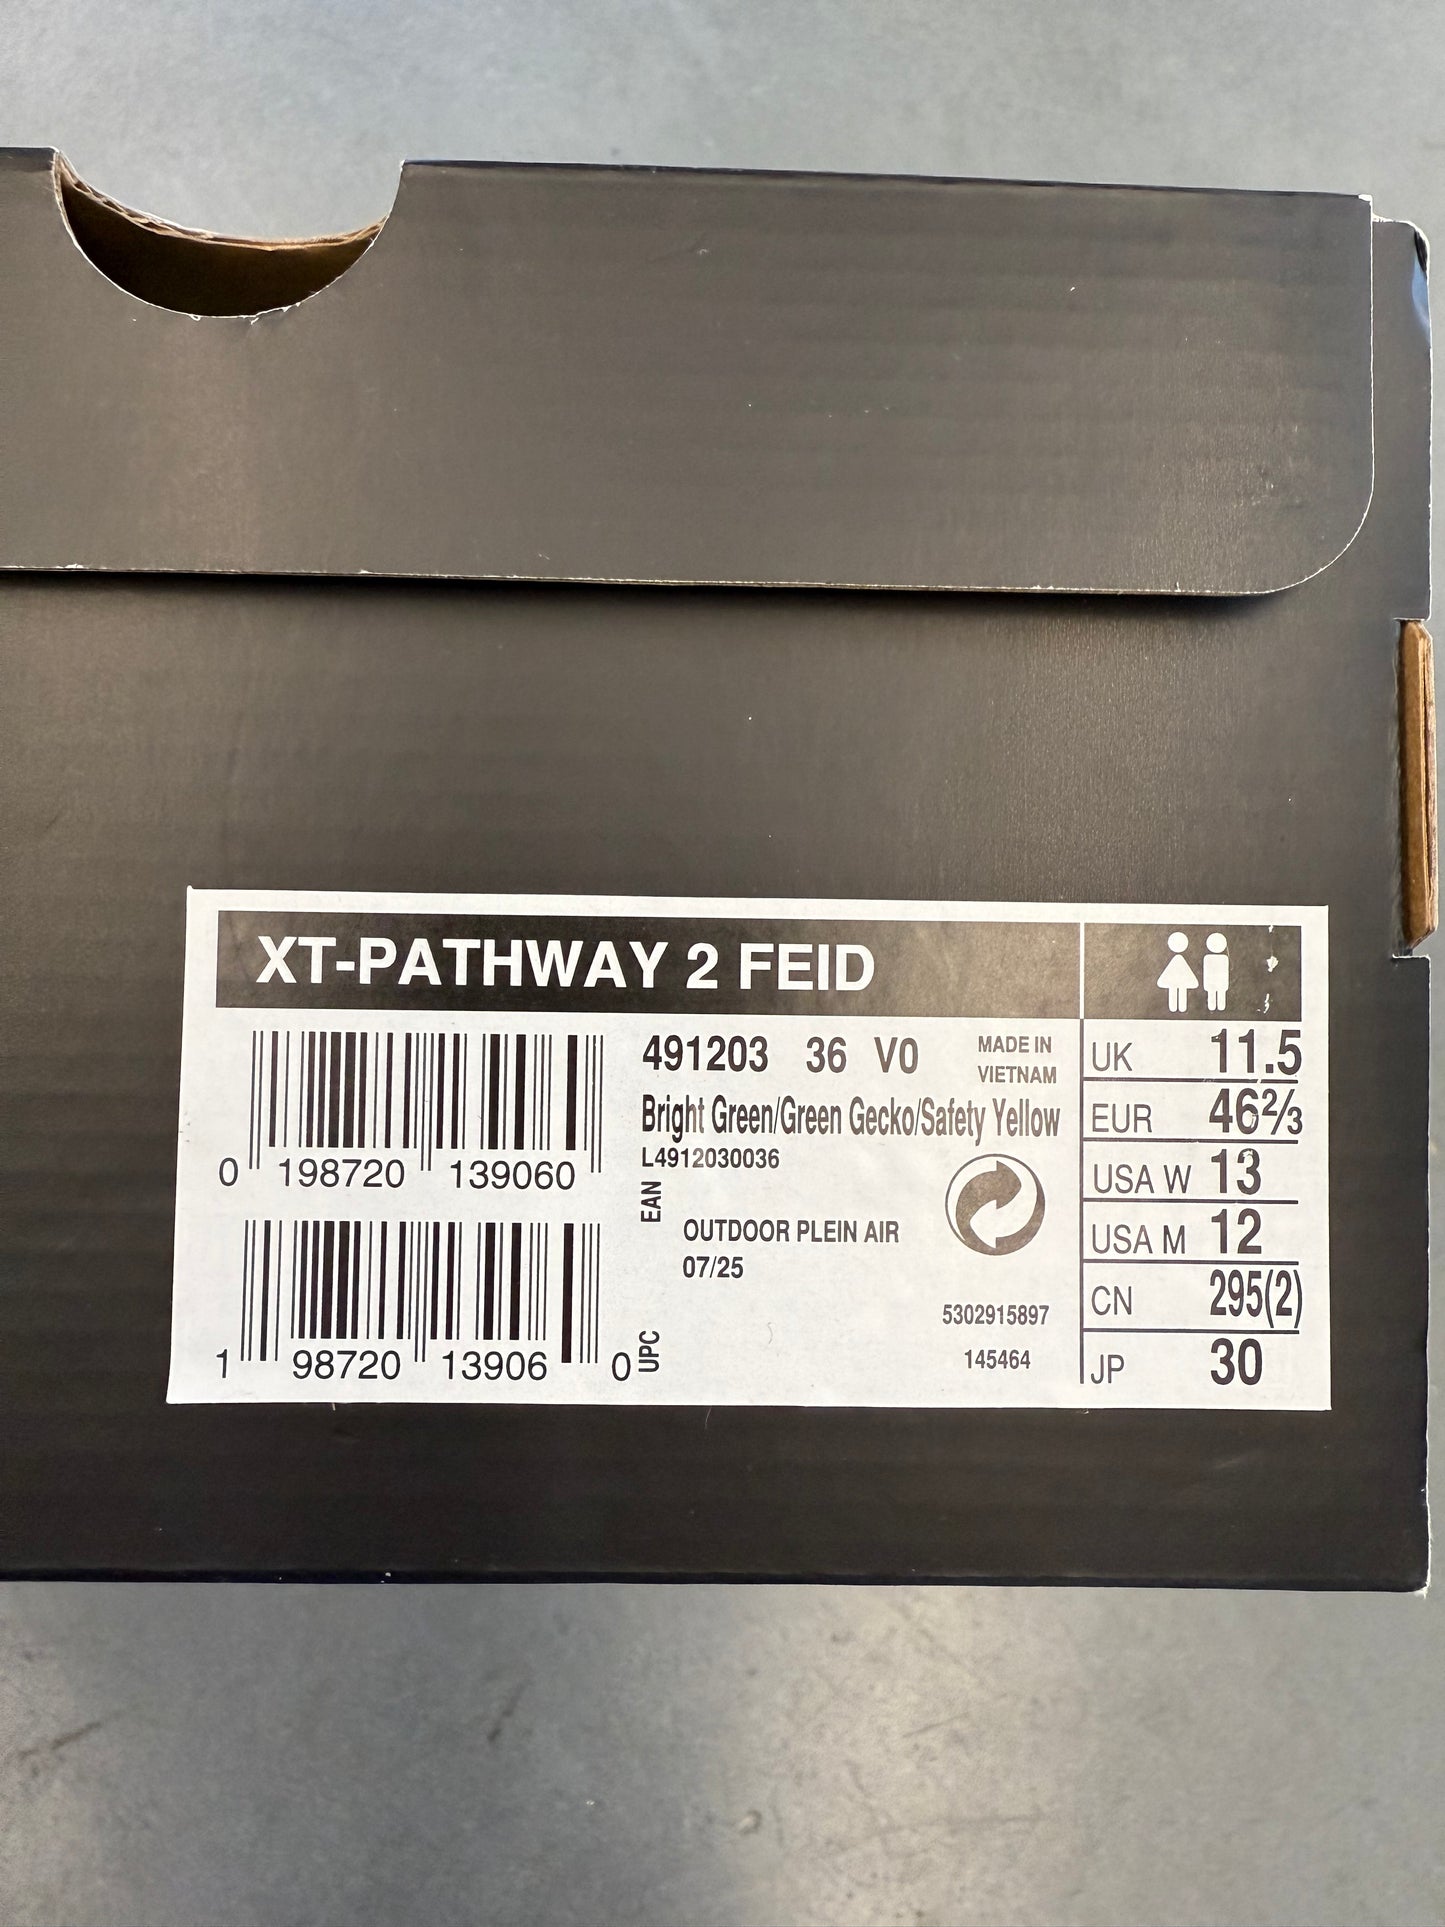 XT-PATHWAY 2 FEID
491203 36 V0
MADE IN
VIETNAM
Bright Green/Green Gecko/Safety Yellow
L4912030036
0 198720 139060
EAN
OUTDOOR PLEIN AIR
07/25
1 98720 13906 0
UPC
5302915897
145464
UK 11.5
EUR 46⅔
USA W 13
USA M 12
CN 295(2)
JP 30